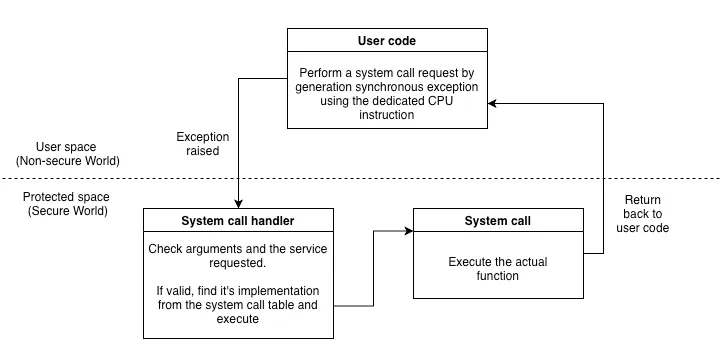 User code
Perform a system call request by
generation synchronous exception
using the dedicated CPU
instruction
Exception
raised
User space
(Non-secure World)
Protected space
(Secure World)
System call handler
Check arguments and the service
requested.
If valid, find it's implementation
from the system call table and
execute
System call
Execute the actual
function
Return
back to
user code